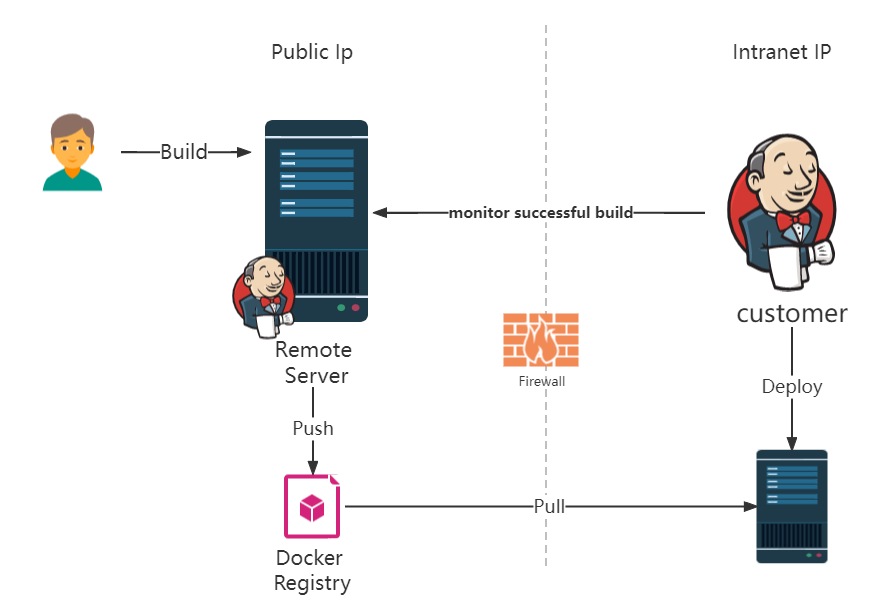 Public Ip
Intranet IP
Build
monitor successful build
customer
Remote
Server
Firewall
Deploy
Push
Pull
Docker
Registry